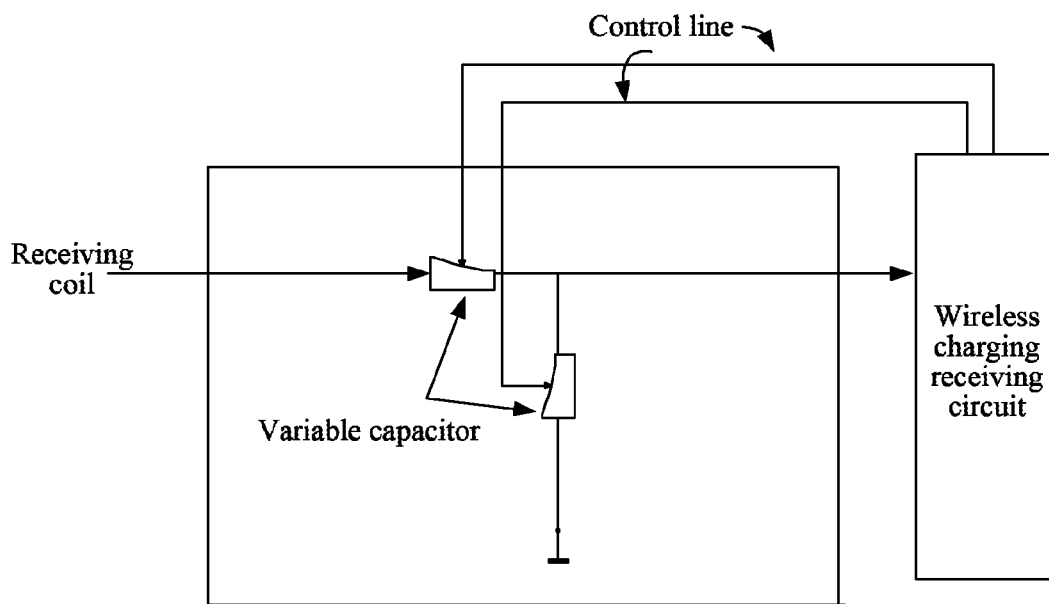 Control line
Receiving
coil
Wireless
charging
receiving
circuit
Variable capacitor